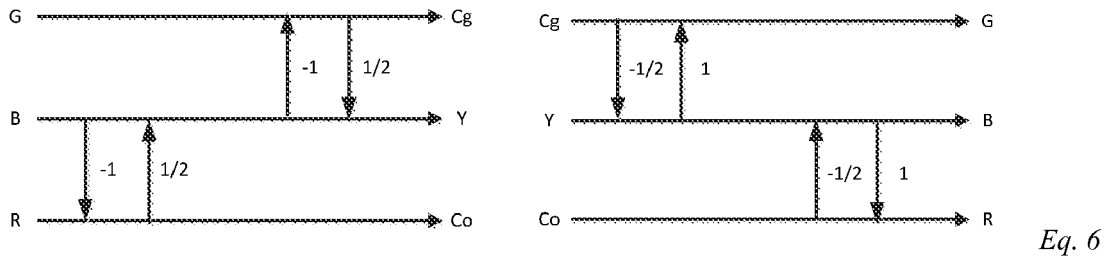 G Cg Cg G
-1 1/2 -1/2 1
B Y Y B
-1 1/2 -1/2 1
R Co Co R
Eq. 6